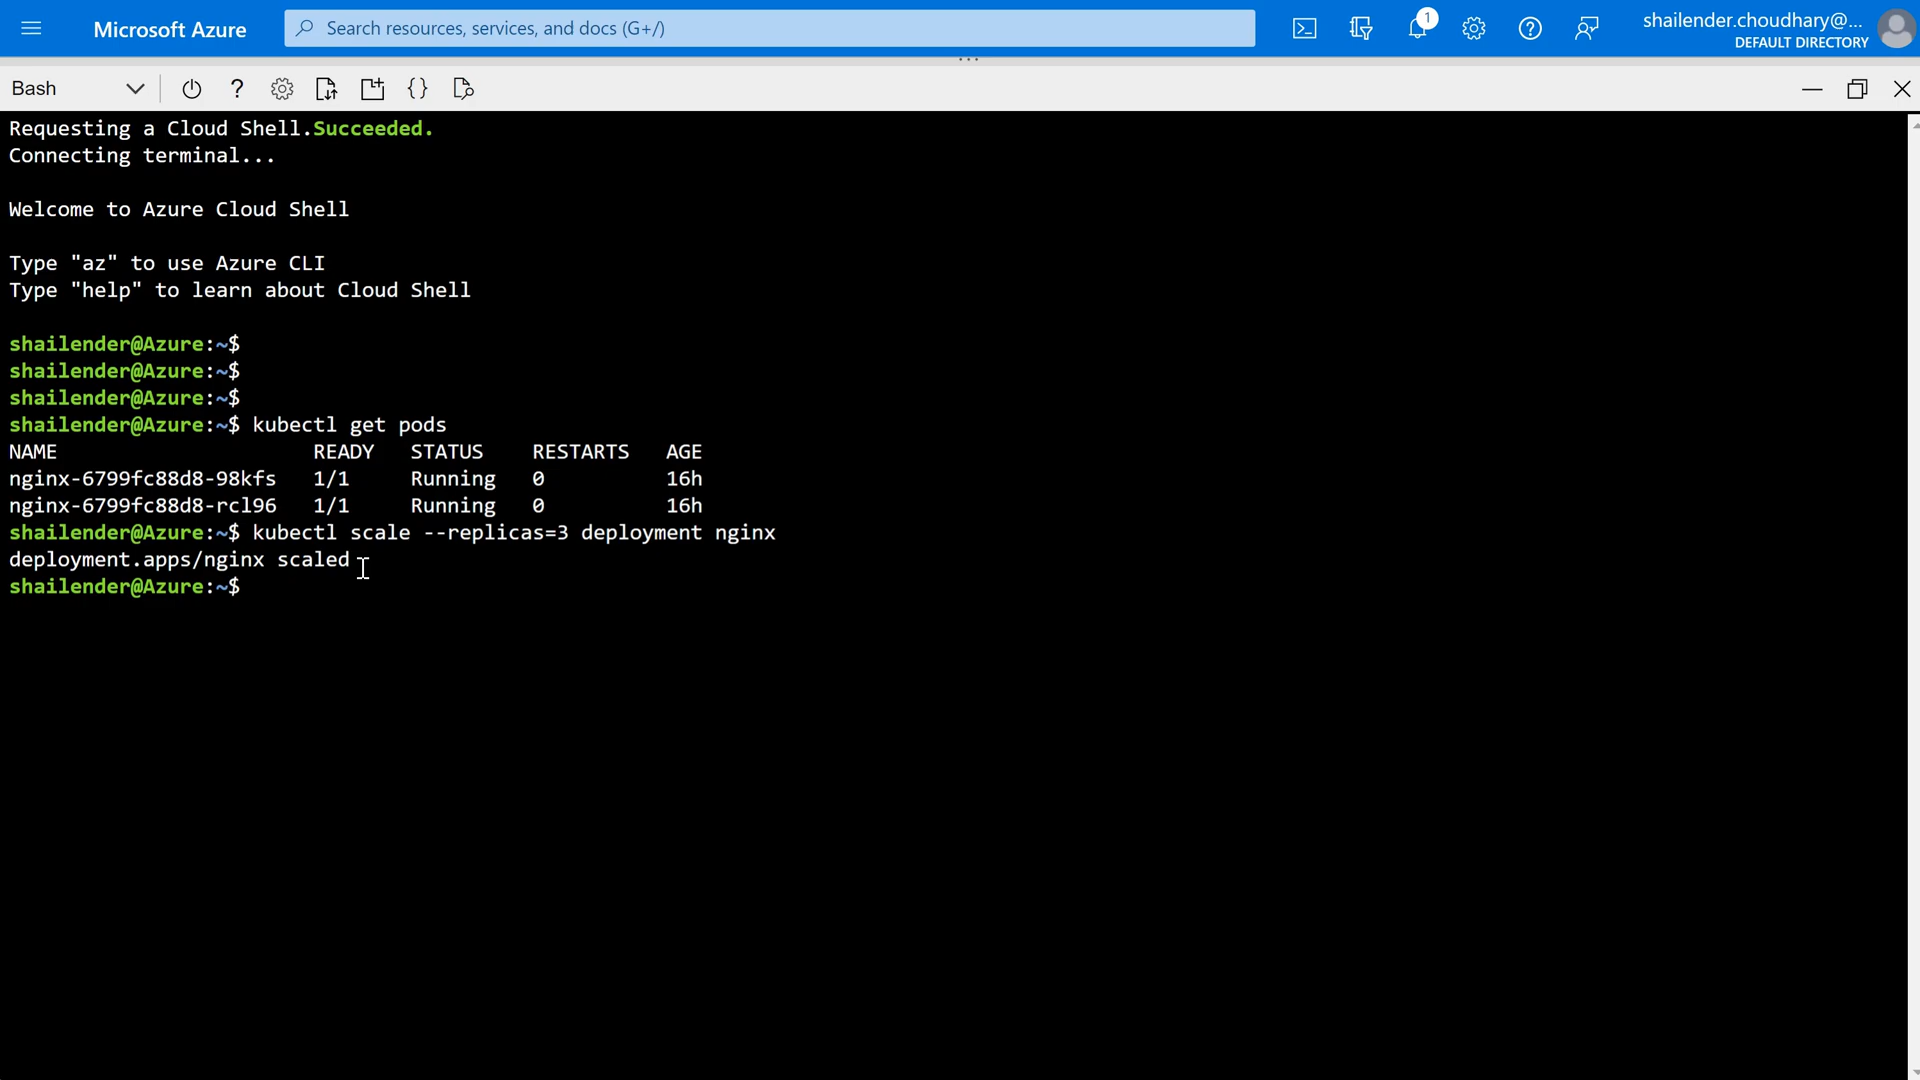 Microsoft Azure
Search resources, services, and docs (G+/)
1
shailender.choudhary@...
DEFAULT DIRECTORY
Bash
Requesting a Cloud Shell.Succeeded.
Connecting terminal...
Welcome to Azure Cloud Shell
Type "az" to use Azure CLI
Type "help" to learn about Cloud Shell
shailender@Azure:~$
shailender@Azure:~$
shailender@Azure:~$
shailender@Azure:~$ kubectl get pods
NAME READY STATUS RESTARTS AGE
nginx-6799fc88d8-98kfs 1/1 Running 0 16h
nginx-6799fc88d8-rcl96 1/1 Running 0 16h
shailender@Azure:~$ kubectl scale --replicas=3 deployment nginx
deployment.apps/nginx scaled
shailender@Azure:~$